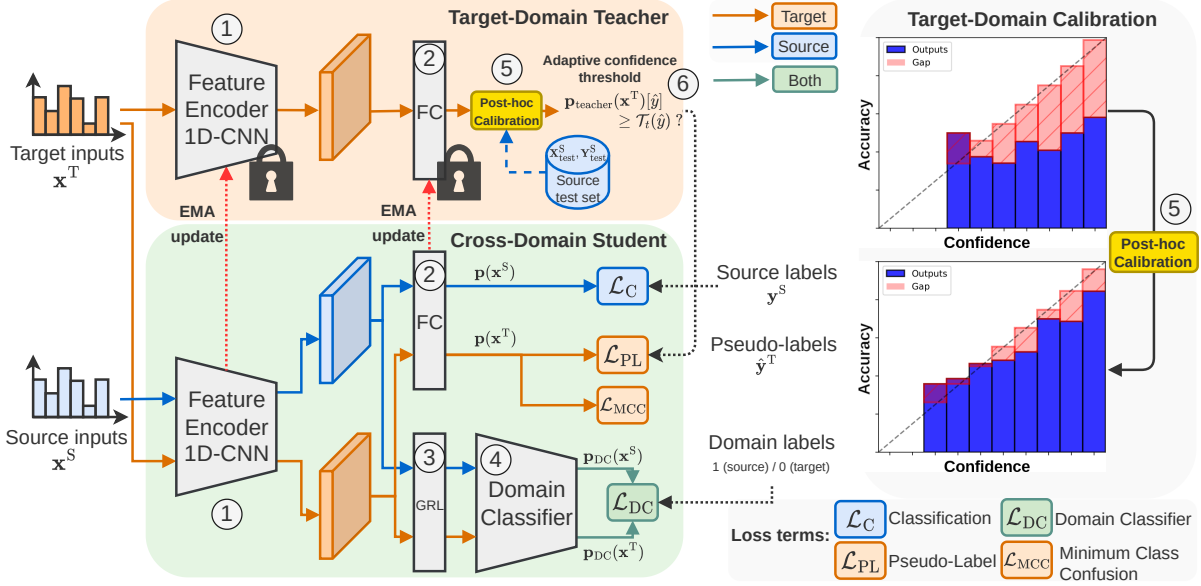 Target-Domain Teacher
1
Feature
Encoder
1D-CNN
2
FC
5
Post-hoc
Calibration
Adaptive confidence
threshold
6
p_teacher(x^T)[ŷ]
≥ 𝒯_t(ŷ) ?
X^S_test, Y^S_test
Source
test set
Target inputs
x^T
EMA
update
EMA
update
Cross-Domain Student
Source inputs
x^S
Feature
Encoder
1D-CNN
1
2
FC
p(x^S)
ℒ_C
p(x^T)
ℒ_PL
ℒ_MCC
3
GRL
4
Domain
Classifier
p_DC(x^S)
ℒ_DC
p_DC(x^T)
Target
Source
Both
Source labels
y^S
Pseudo-labels
ŷ^T
Domain labels
1 (source) / 0 (target)
Target-Domain Calibration
Outputs
Gap
Accuracy
Confidence
5
Post-hoc
Calibration
Outputs
Gap
Accuracy
Confidence
Loss terms:
ℒ_C Classification
ℒ_DC Domain Classifier
ℒ_PL Pseudo-Label
ℒ_MCC Minimum Class
Confusion